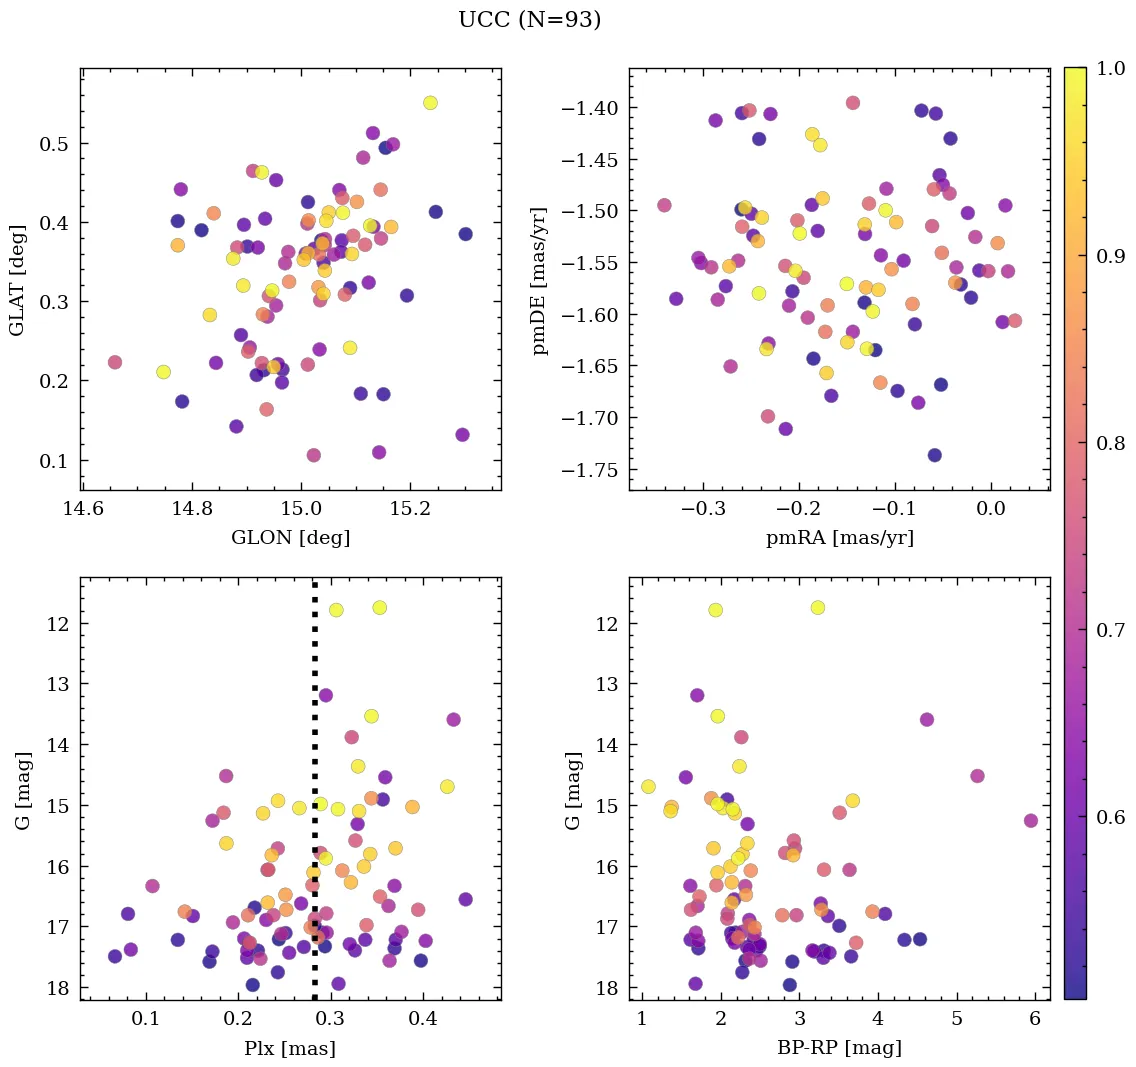 UCC (N=93)
0.5
0.4
0.3
0.2
0.1
GLAT [deg]
14.6 14.8 15.0 15.2
GLON [deg]
−1.40
−1.45
−1.50
−1.55
−1.60
−1.65
−1.70
−1.75
pmDE [mas/yr]
−0.3 −0.2 −0.1 0.0
pmRA [mas/yr]
1.0
0.9
0.8
0.7
0.6
12
13
14
15
16
17
18
G [mag]
0.1 0.2 0.3 0.4
Plx [mas]
12
13
14
15
16
17
18
G [mag]
1 2 3 4 5 6
BP-RP [mag]